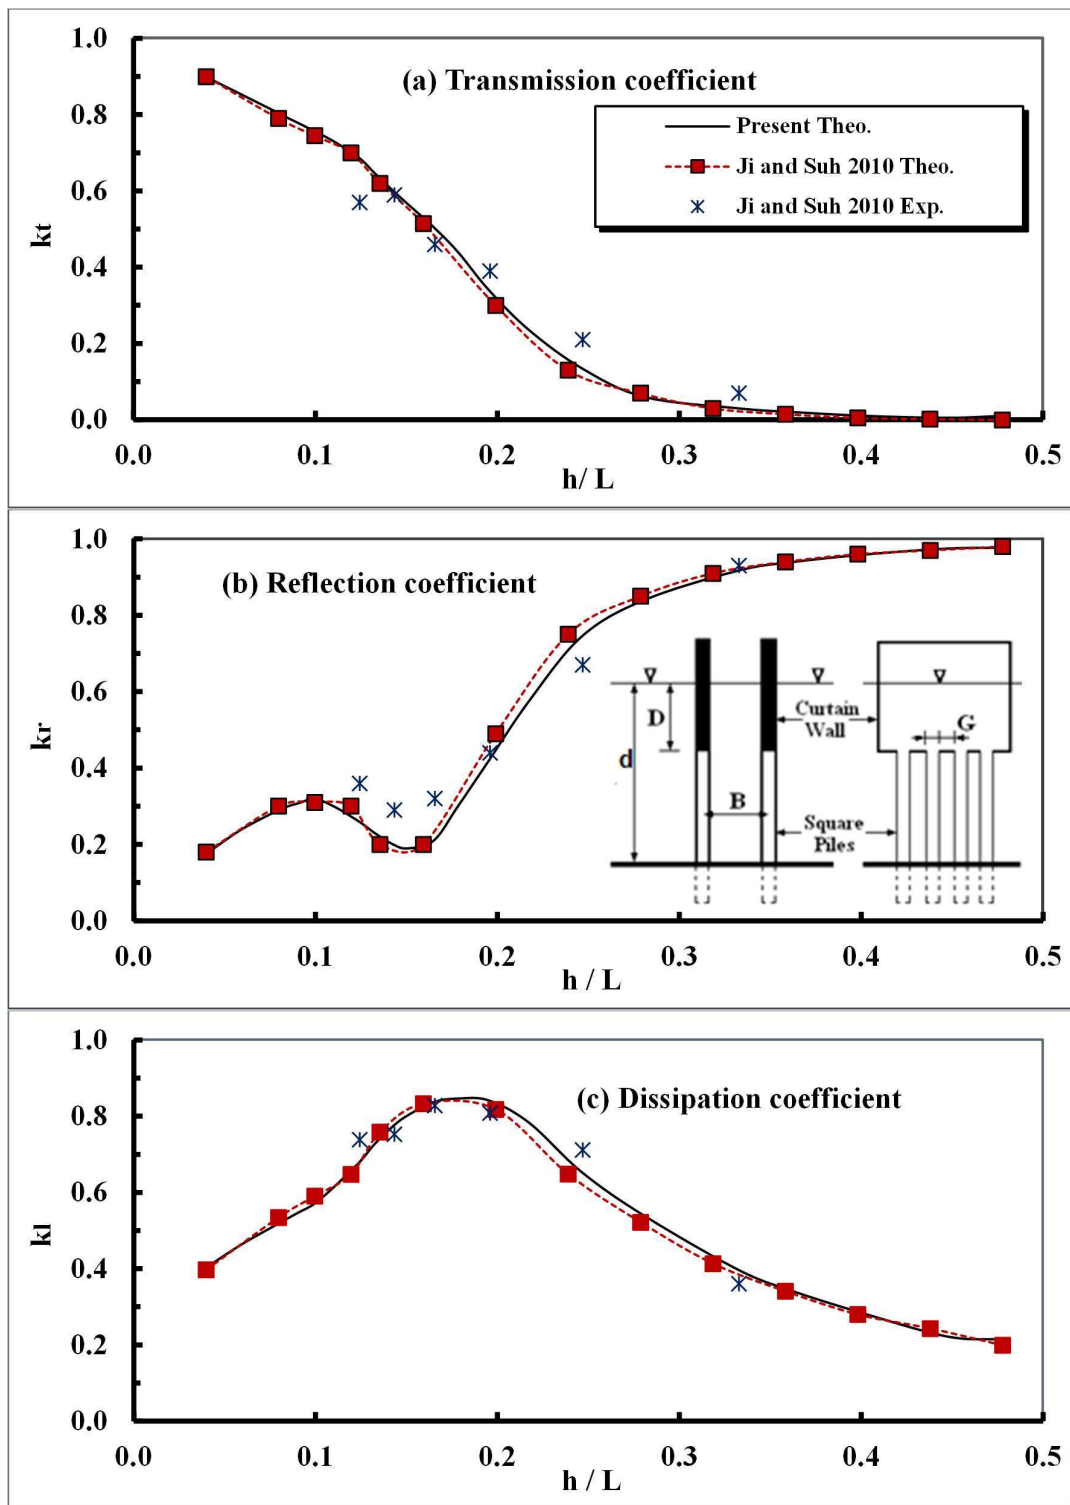 (a) Transmission coefficient
Present Theo.
Ji and Suh 2010 Theo.
Ji and Suh 2010 Exp.
kt
1.0
0.8
0.6
0.4
0.2
0.0
0.0 0.1 0.2 0.3 0.4 0.5
h/ L
(b) Reflection coefficient
kr
1.0
0.8
0.6
0.4
0.2
0.0
D
d
B
Curtain
Wall
G
Square
Piles
0.0 0.1 0.2 0.3 0.4 0.5
h / L
(c) Dissipation coefficient
kl
1.0
0.8
0.6
0.4
0.2
0.0
0.0 0.1 0.2 0.3 0.4 0.5
h / L